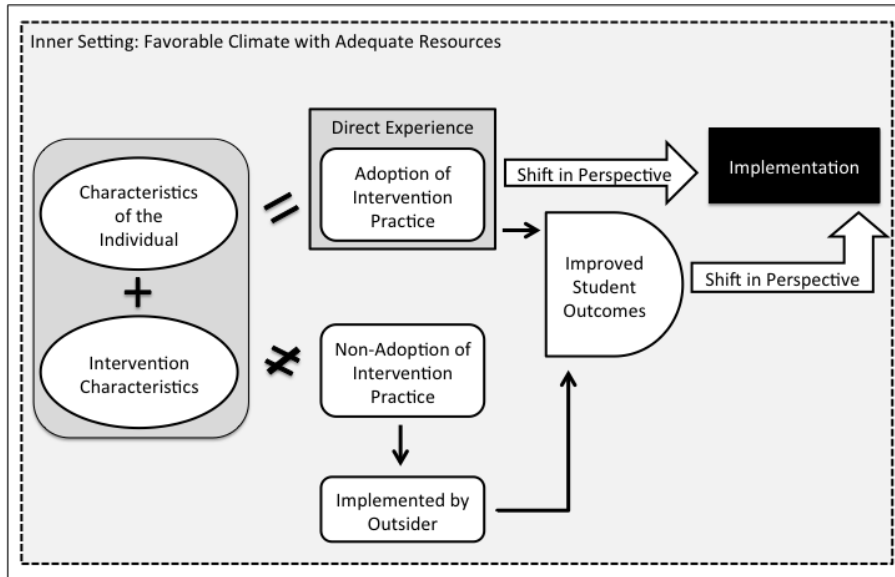 Inner Setting: Favorable Climate with Adequate Resources
Characteristics
of the
Individual
+
Intervention
Characteristics
=
≠
Direct Experience
Adoption of
Intervention
Practice
Non-Adoption of
Intervention
Practice
Implemented by
Outsider
Shift in Perspective
Improved
Student
Outcomes
Shift in Perspective
Implementation